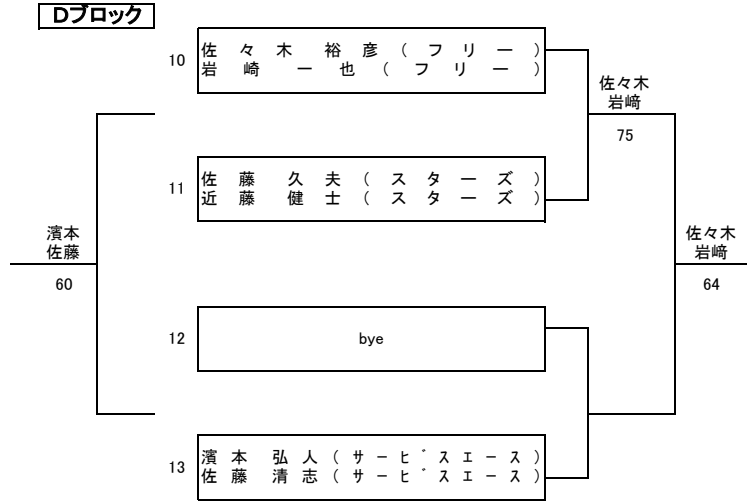 Dブロック
10
佐々木 裕彦(フリー)
岩崎 一也(フリー)
佐々木
岩﨑
75
11
佐藤 久夫(スターズ)
近藤 健士(スターズ)
濱本
佐藤
60
佐々木
岩﨑
64
12
bye
13
濱本 弘人(サービスエース)
佐藤 清志(サービスエース)